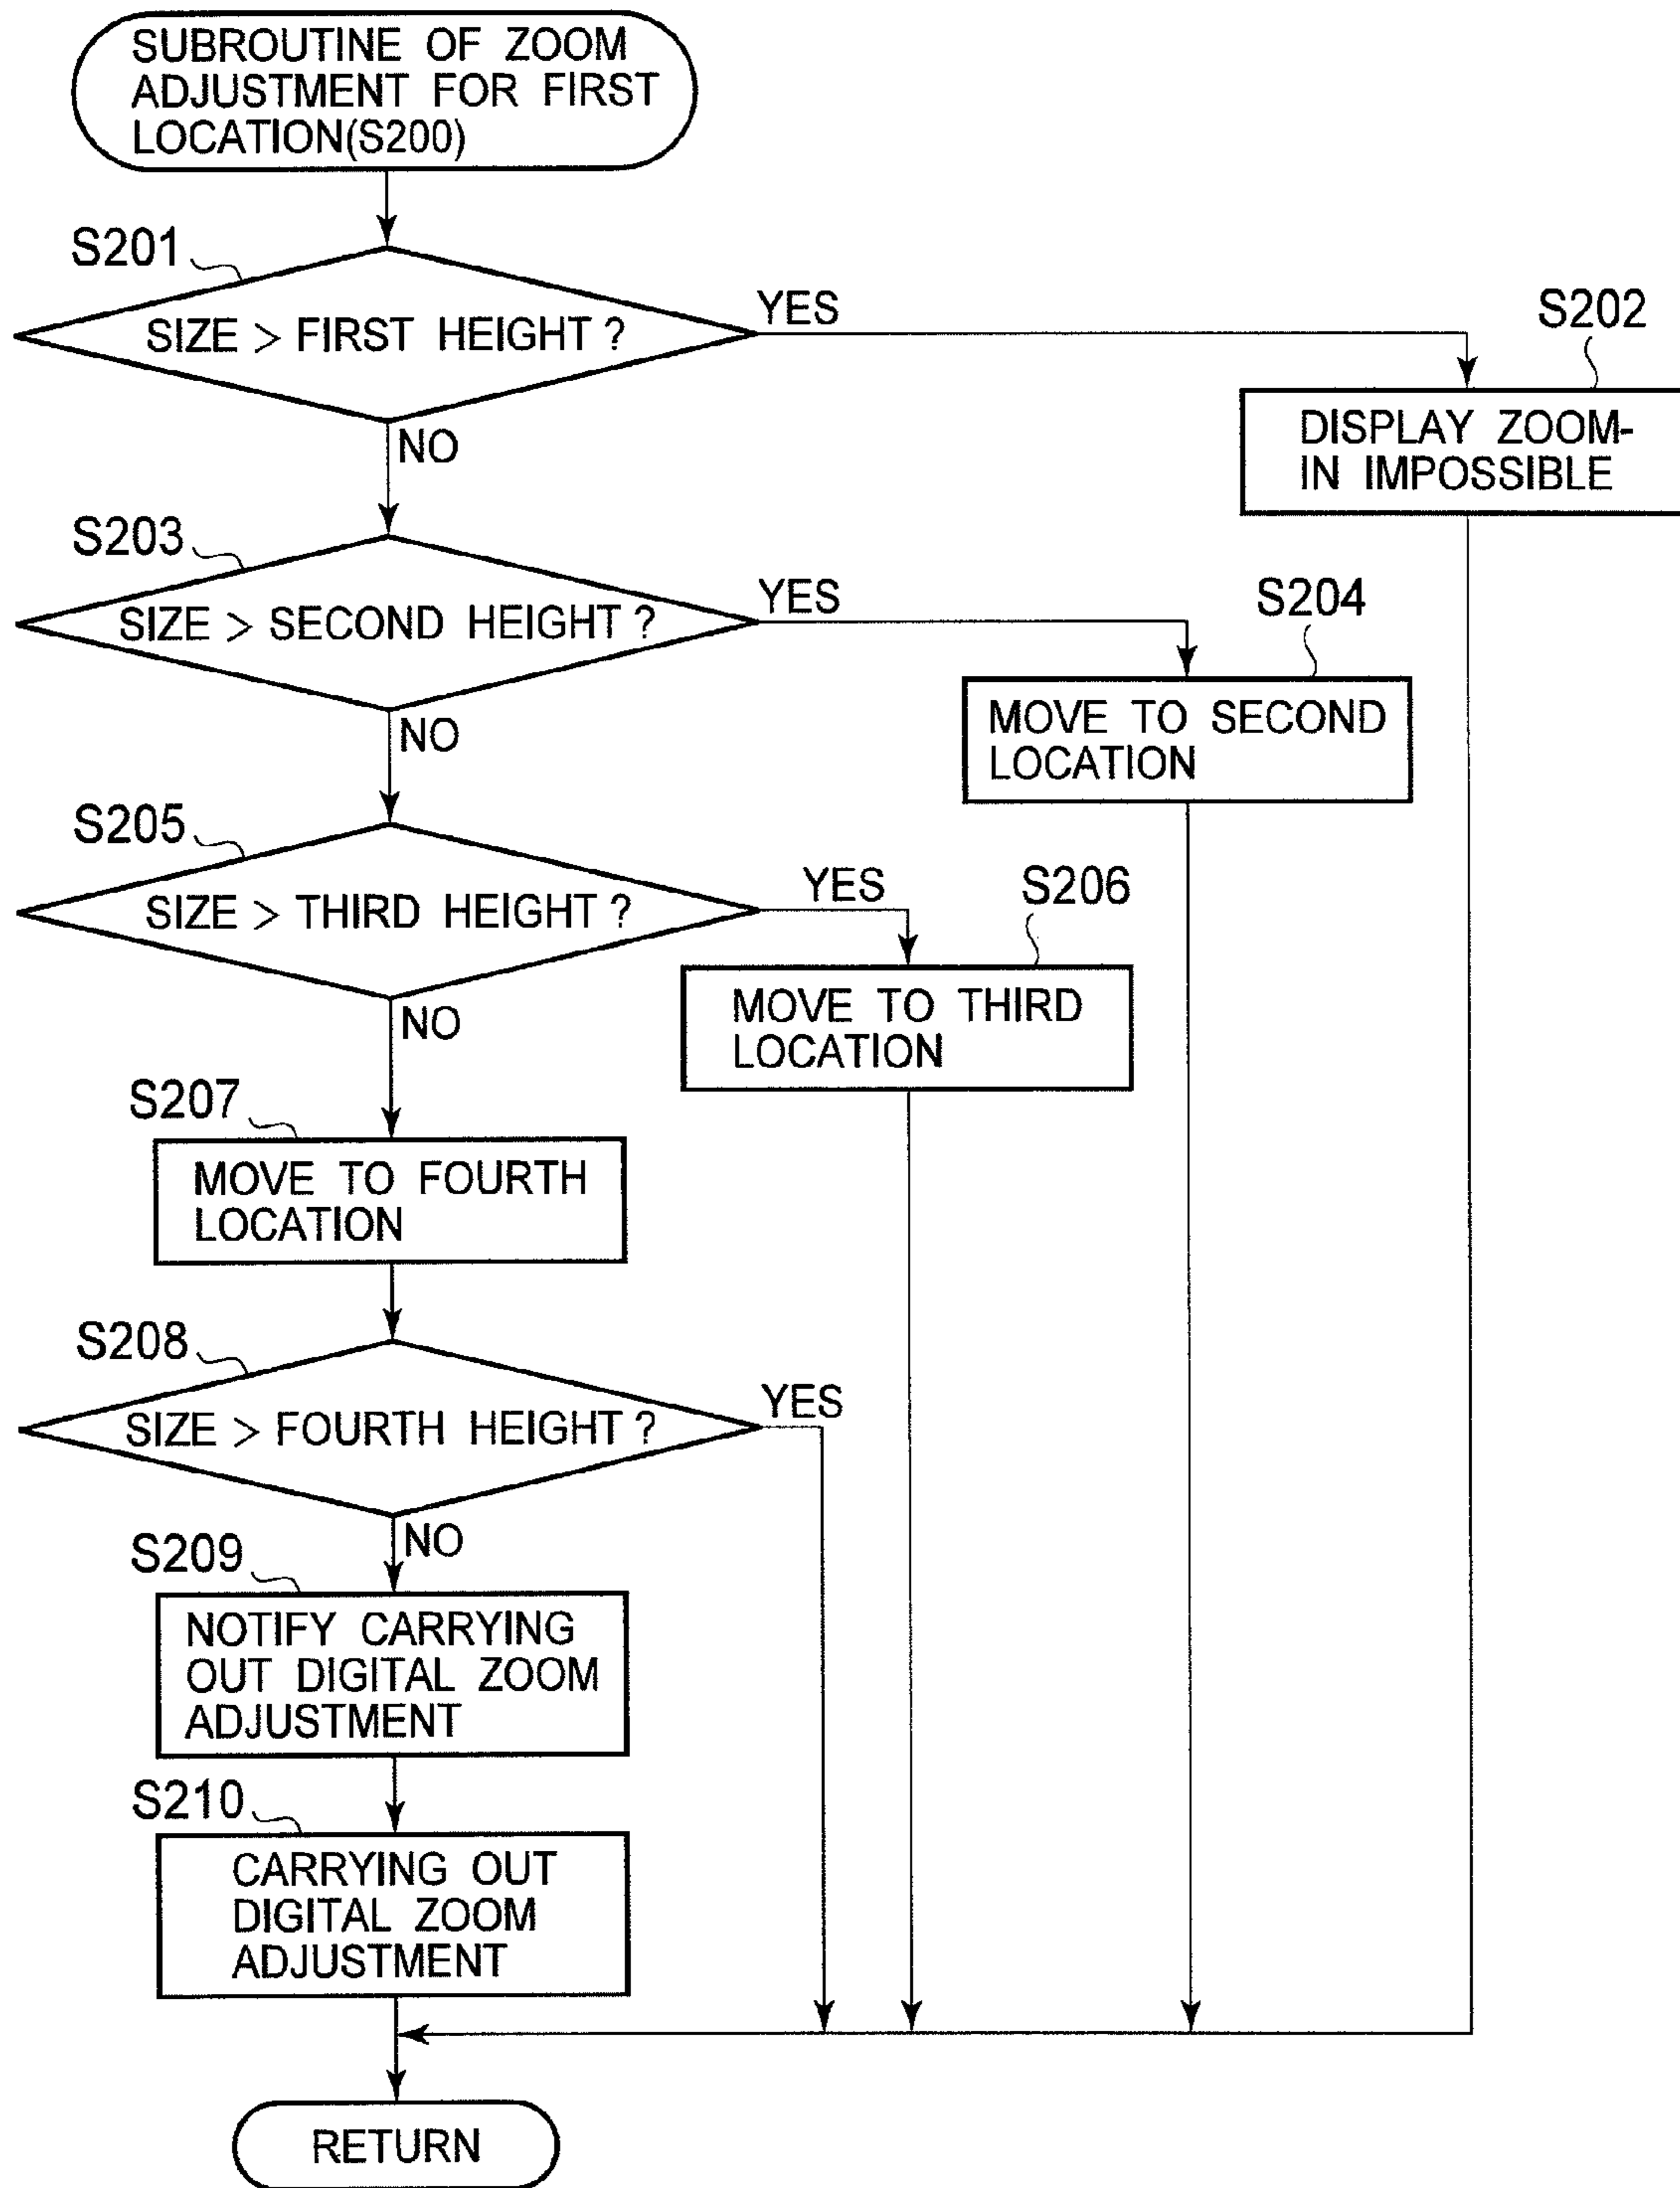 SUBROUTINE OF ZOOM
ADJUSTMENT FOR FIRST
LOCATION(S200)
S201
SIZE > FIRST HEIGHT ?
YES
NO
S202
DISPLAY ZOOM-
IN IMPOSSIBLE
S203
SIZE > SECOND HEIGHT ?
YES
NO
S204
MOVE TO SECOND
LOCATION
S205
SIZE > THIRD HEIGHT ?
YES
NO
S206
MOVE TO THIRD
LOCATION
S207
MOVE TO FOURTH
LOCATION
S208
SIZE > FOURTH HEIGHT ?
YES
NO
S209
NOTIFY CARRYING
OUT DIGITAL ZOOM
ADJUSTMENT
S210
CARRYING OUT
DIGITAL ZOOM
ADJUSTMENT
RETURN